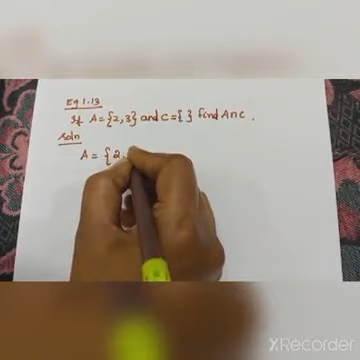 Eg 1.13
If A = {2,3} and C = { } find A∩C .
Soln
A = {2,
XRecorder